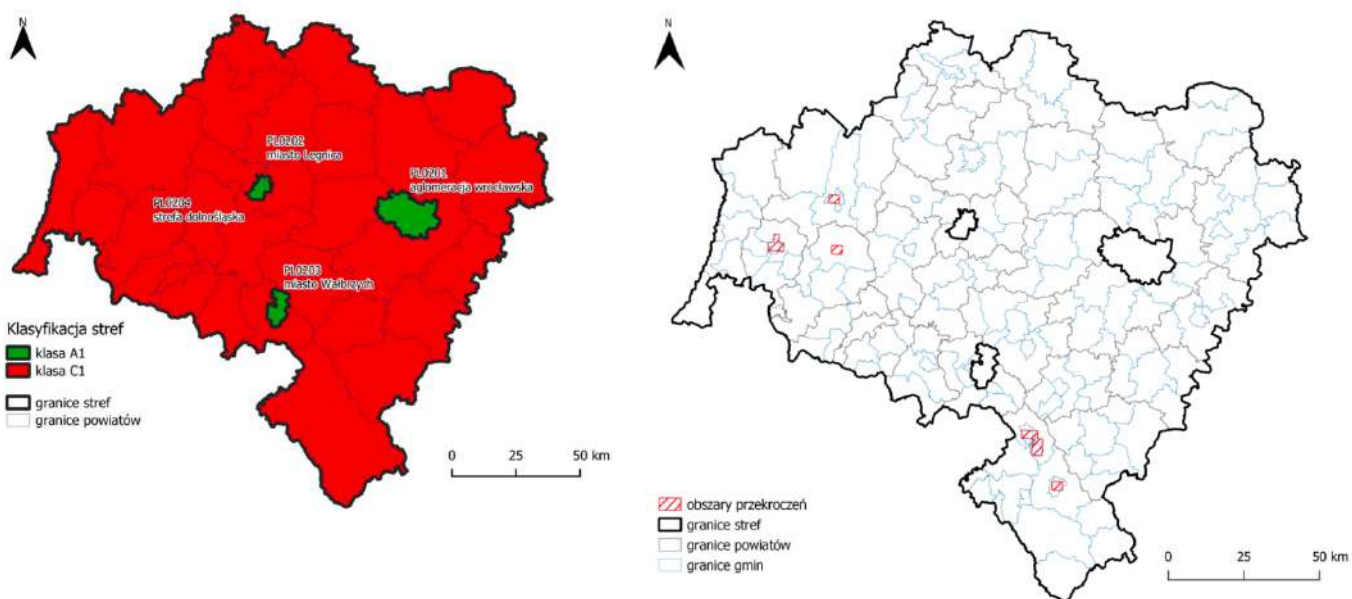 N
PL0202
miasto Legnica
PL0201
aglomeracja wrocławska
PL0204
strefa dolnośląska
PL0203
miasto Wałbrzych
Klasyfikacja stref
klasa A1
klasa C1
granice stref
granice powiatów
0 25 50 km
N
obszary przekroczeń
granice stref
granice powiatów
granice gmin
0 25 50 km